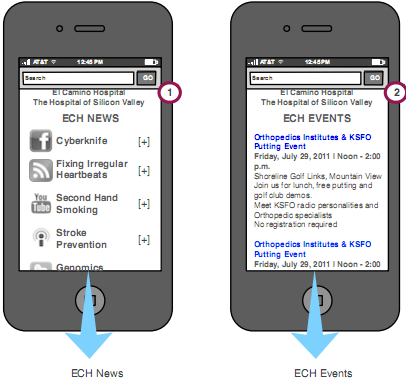 AT&T 12:45 PM
Search GO
1
El Camino Hospital
The Hospital of Silicon Valley
ECH NEWS
Cyberknife [+]
Fixing Irregular
Heartbeats [+]
You
Tube
Second Hand
Smoking [+]
Stroke
Prevention [+]
Genomics
ECH News
AT&T 12:45 PM
Search GO
2
El Camino Hospital
The Hospital of Silicon Valley
ECH EVENTS
Orthopedics Institutes & KSFO
Putting Event
Friday, July 29, 2011 | Noon - 2:00
p.m.
Shoreline Golf Links, Mountain View
Join us for lunch, free putting and
golf club demos.
Meet KSFO radio personalities and
Orthopedic specialists
No registration required
Orthopedics Institutes & KSFO
Putting Event
Friday, July 29, 2011 | Noon - 2:00
ECH Events